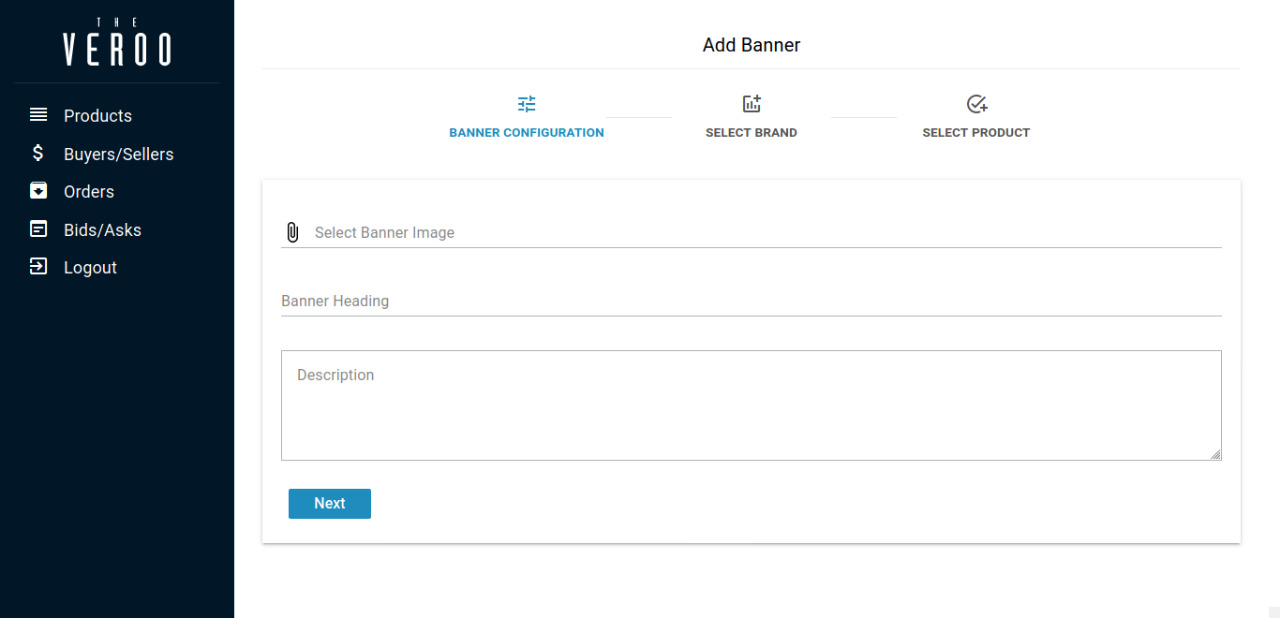 THE
VEROO
Products
Buyers/Sellers
Orders
Bids/Asks
Logout
Add Banner
BANNER CONFIGURATION
SELECT BRAND
SELECT PRODUCT
Select Banner Image
Banner Heading
Description
Next